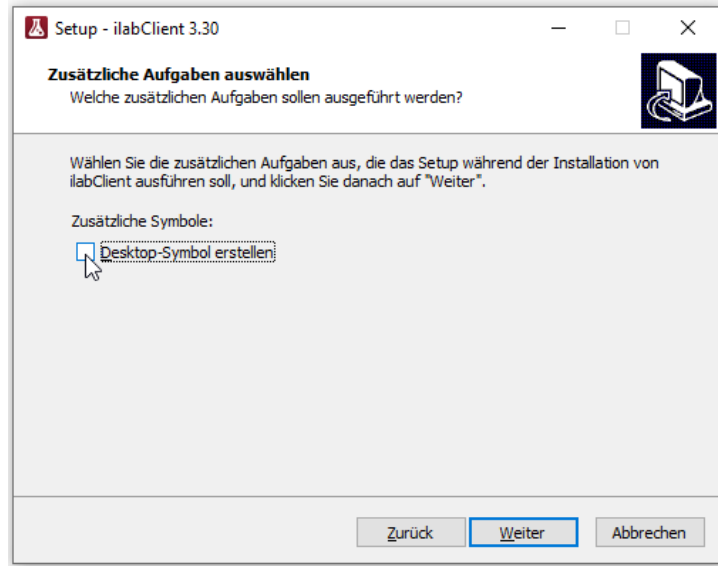 Setup - ilabClient 3.30
Zusätzliche Aufgaben auswählen
Welche zusätzlichen Aufgaben sollen ausgeführt werden?
Wählen Sie die zusätzlichen Aufgaben aus, die das Setup während der Installation von
ilabClient ausführen soll, und klicken Sie danach auf "Weiter".
Zusätzliche Symbole:
Desktop-Symbol erstellen
Zurück Weiter Abbrechen